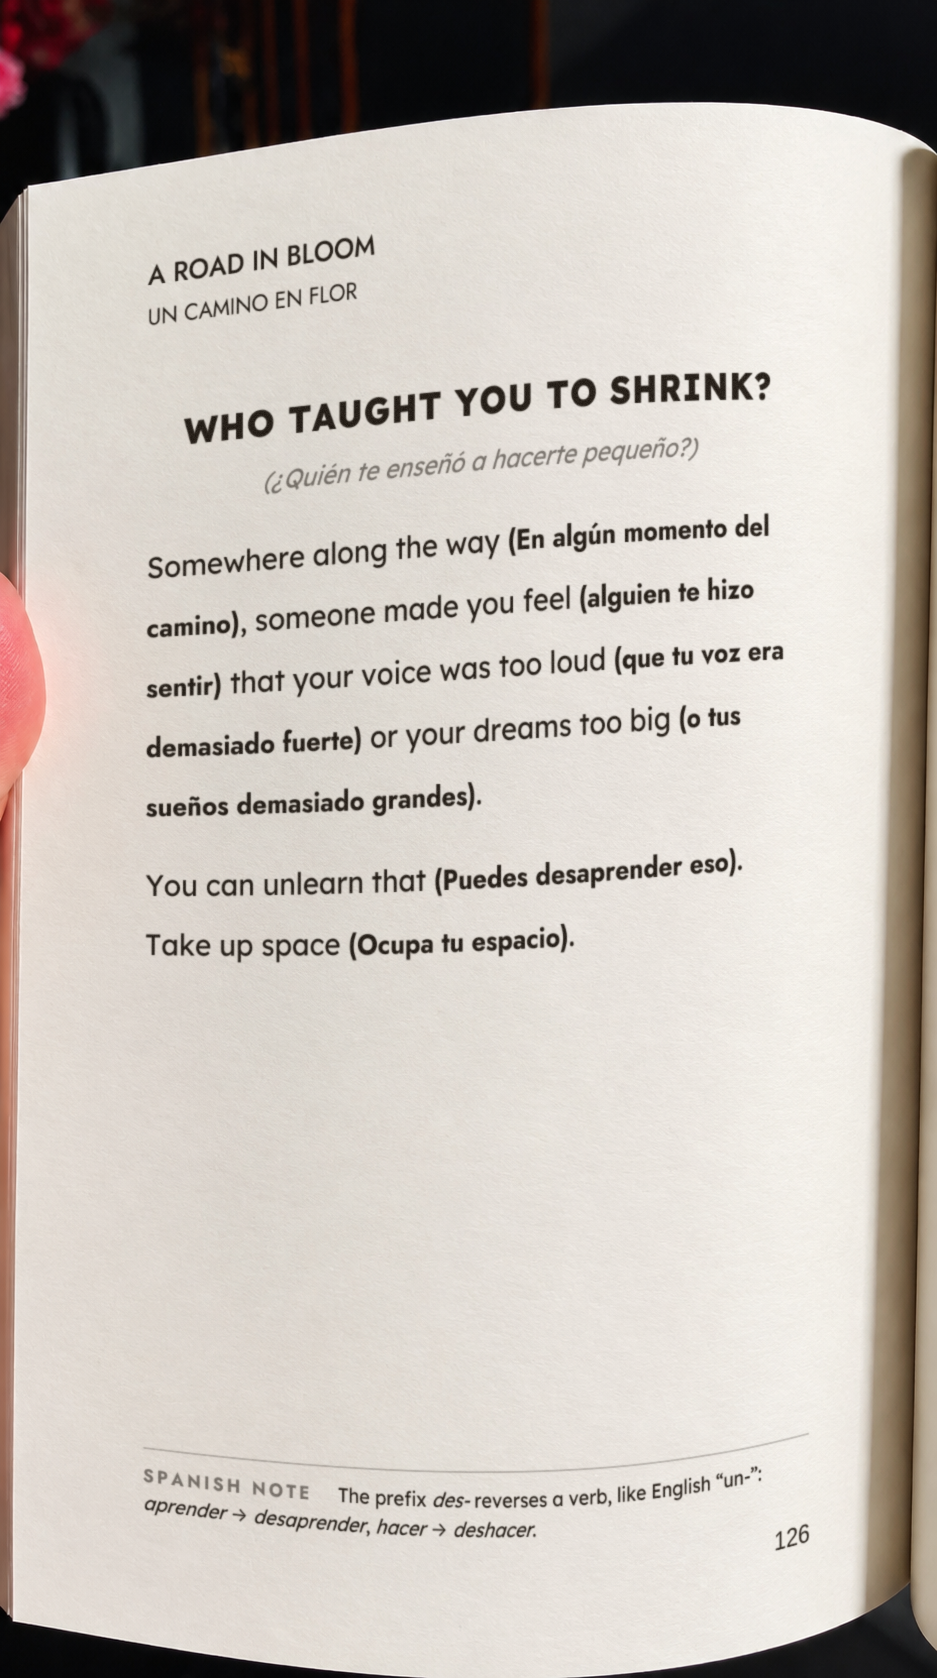 A ROAD IN BLOOM
UN CAMINO EN FLOR
WHO TAUGHT YOU TO SHRINK?
(¿Quién te enseñó a hacerte pequeño?)
Somewhere along the way (En algún momento del
camino), someone made you feel (alguien te hizo
sentir) that your voice was too loud (que tu voz era
demasiado fuerte) or your dreams too big (o tus
sueños demasiado grandes).
You can unlearn that (Puedes desaprender eso).
Take up space (Ocupa tu espacio).
SPANISH NOTE The prefix des- reverses a verb, like English “un-”:
aprender → desaprender, hacer → deshacer.
126